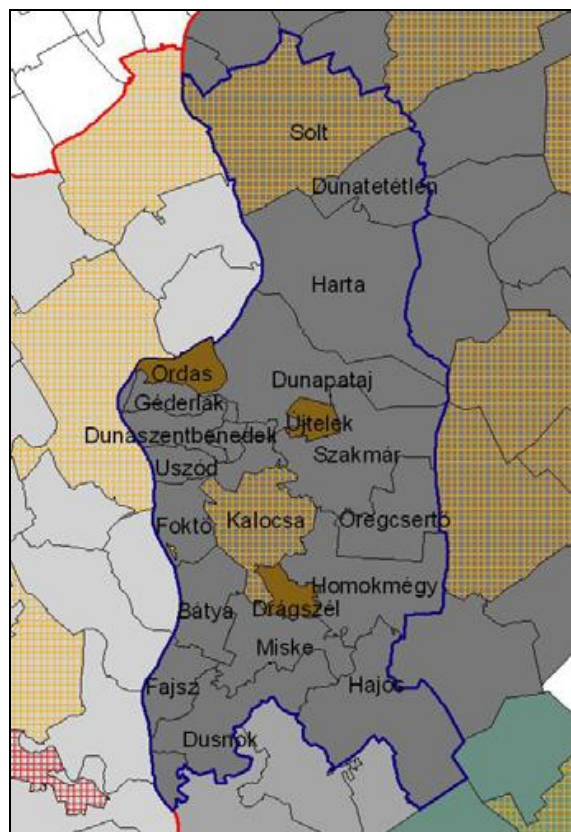 Solt
Dunatetétlen
Harta
Ordas
Dunapataj
Géderlak
Újtelek
Dunaszentbenedek
Szakmár
Uszód
Foktő
Kalocsa
Öregcsertő
Homokmégy
Drágszél
Bátya
Miske
Fajsz
Hajós
Dusnok